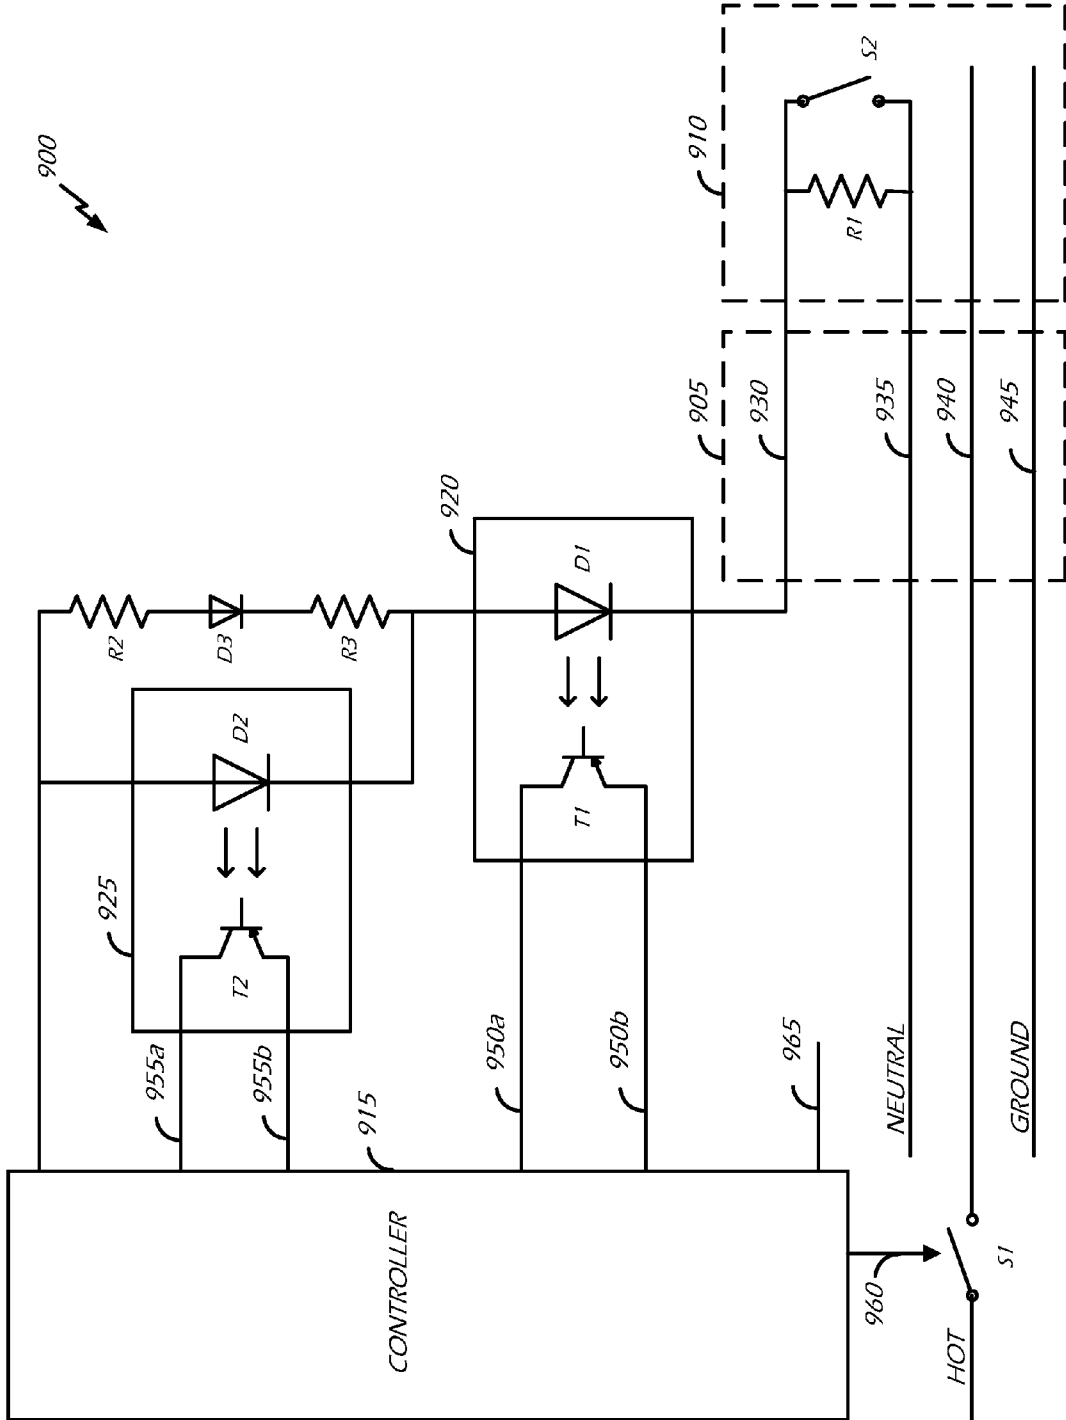 900
910
S2
R1
905
930
935
940
945
920
D1
T1
R2
D3
R3
925
D2
T2
955a
955b
950a
950b
965
915
CONTROLLER
960
NEUTRAL
GROUND
HOT
S1